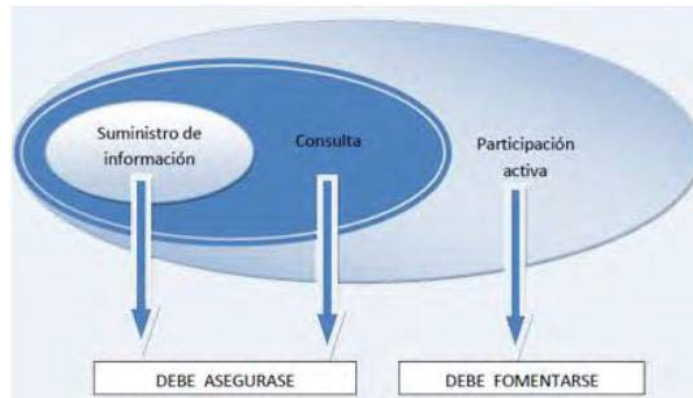 Suministro de
información
Consulta
Participación
activa
DEBE ASEGURASE
DEBE FOMENTARSE